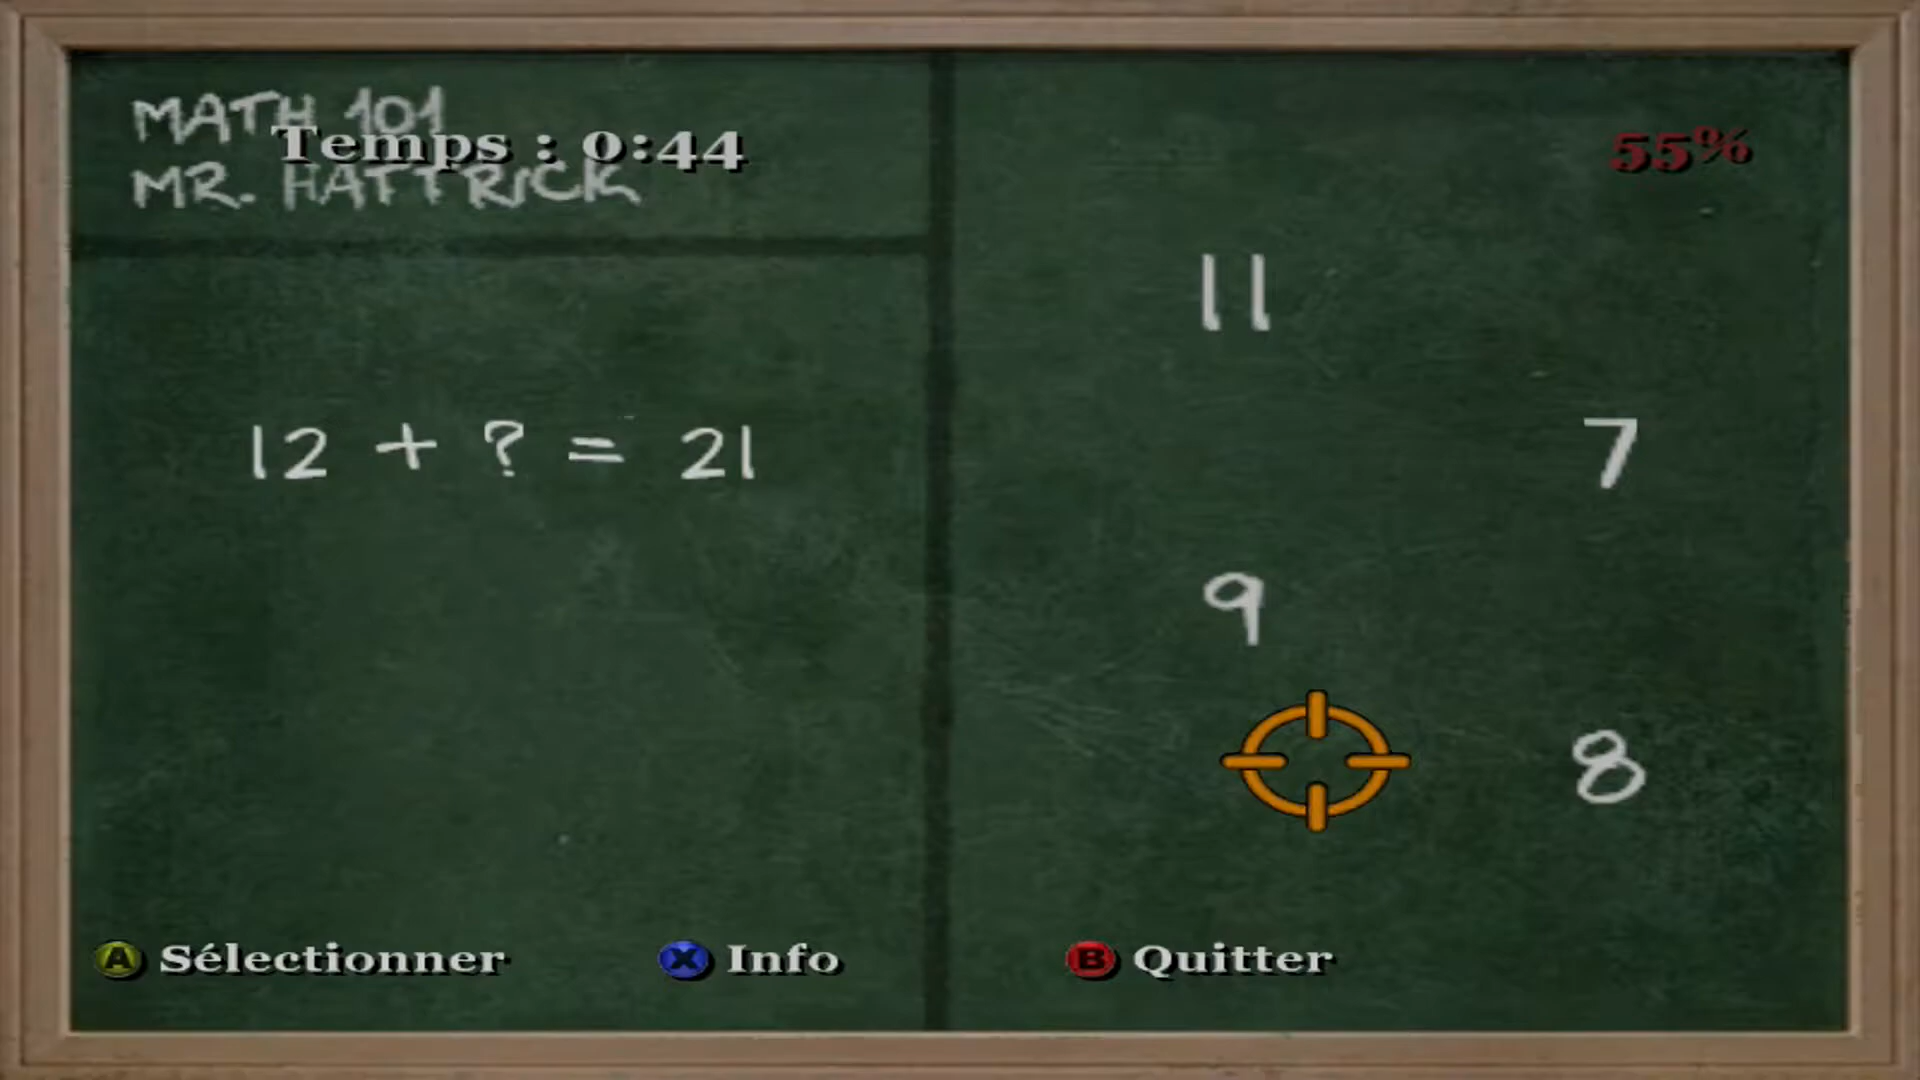 MATH 101
Temps : 0:44
MR. HATTRICK
55%
12 + ? = 21
11
7
9
8
A Sélectionner
X Info
B Quitter